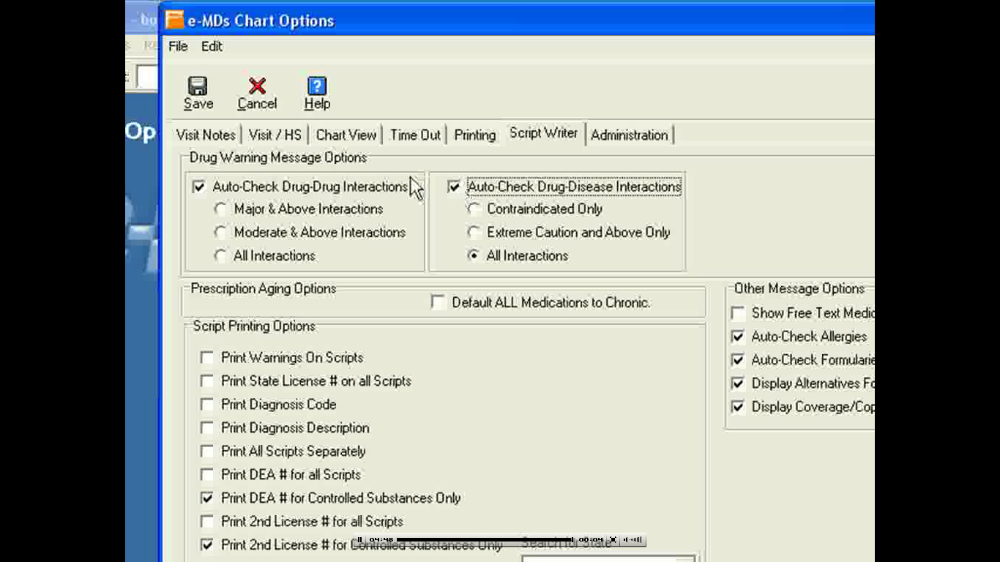 e-MDs Chart Options
File Edit
Save Cancel Help
Op
Visit Notes Visit / HS Chart View Time Out Printing Script Writer Administration
Drug Warning Message Options
Auto-Check Drug-Drug Interactions
Major & Above Interactions
Moderate & Above Interactions
All Interactions
Auto-Check Drug-Disease Interactions
Contraindicated Only
Extreme Caution and Above Only
All Interactions
Prescription Aging Options
Default ALL Medications to Chronic.
Script Printing Options
Print Warnings On Scripts
Print State License # on all Scripts
Print Diagnosis Code
Print Diagnosis Description
Print All Scripts Separately
Print DEA # for all Scripts
Print DEA # for Controlled Substances Only
Print 2nd License # for all Scripts
Print 2nd License # for Controlled Substances Only
Search for State
Other Message Options
Show Free Text Medic
Auto-Check Allergies
Auto-Check Formularie
Display Alternatives Fo
Display Coverage/Cop
04:48 00:04